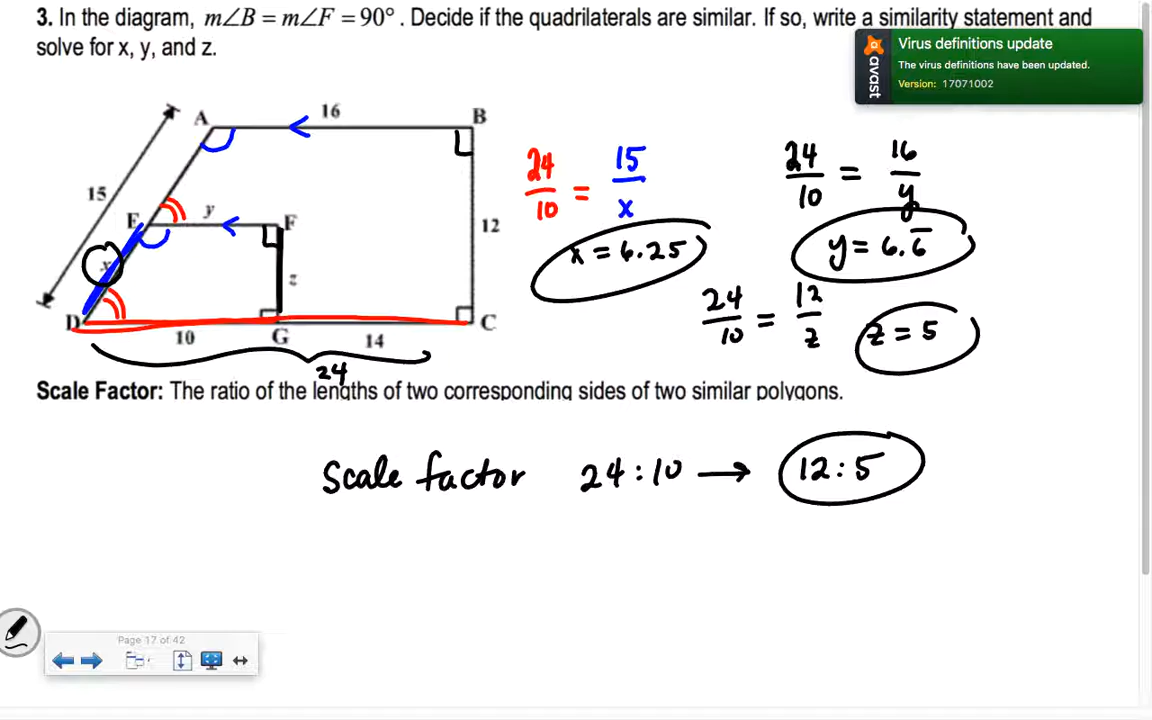 3. In the diagram, m∠B = m∠F = 90°. Decide if the quadrilaterals are similar. If so, write a similarity statement and
solve for x, y, and z.
avast
Virus definitions update
The virus definitions have been updated.
Version: 17071002
A
16
B
15
E
y
F
12
x
z
D
10
G
14
C
24
24/10 = 15/x
x = 6.25
24/10 = 16/y
y = 6.6̅
24/10 = 12/z
z = 5
Scale Factor: The ratio of the lengths of two corresponding sides of two similar polygons.
Scale factor 24:10 → 12:5
Page 17 of 42